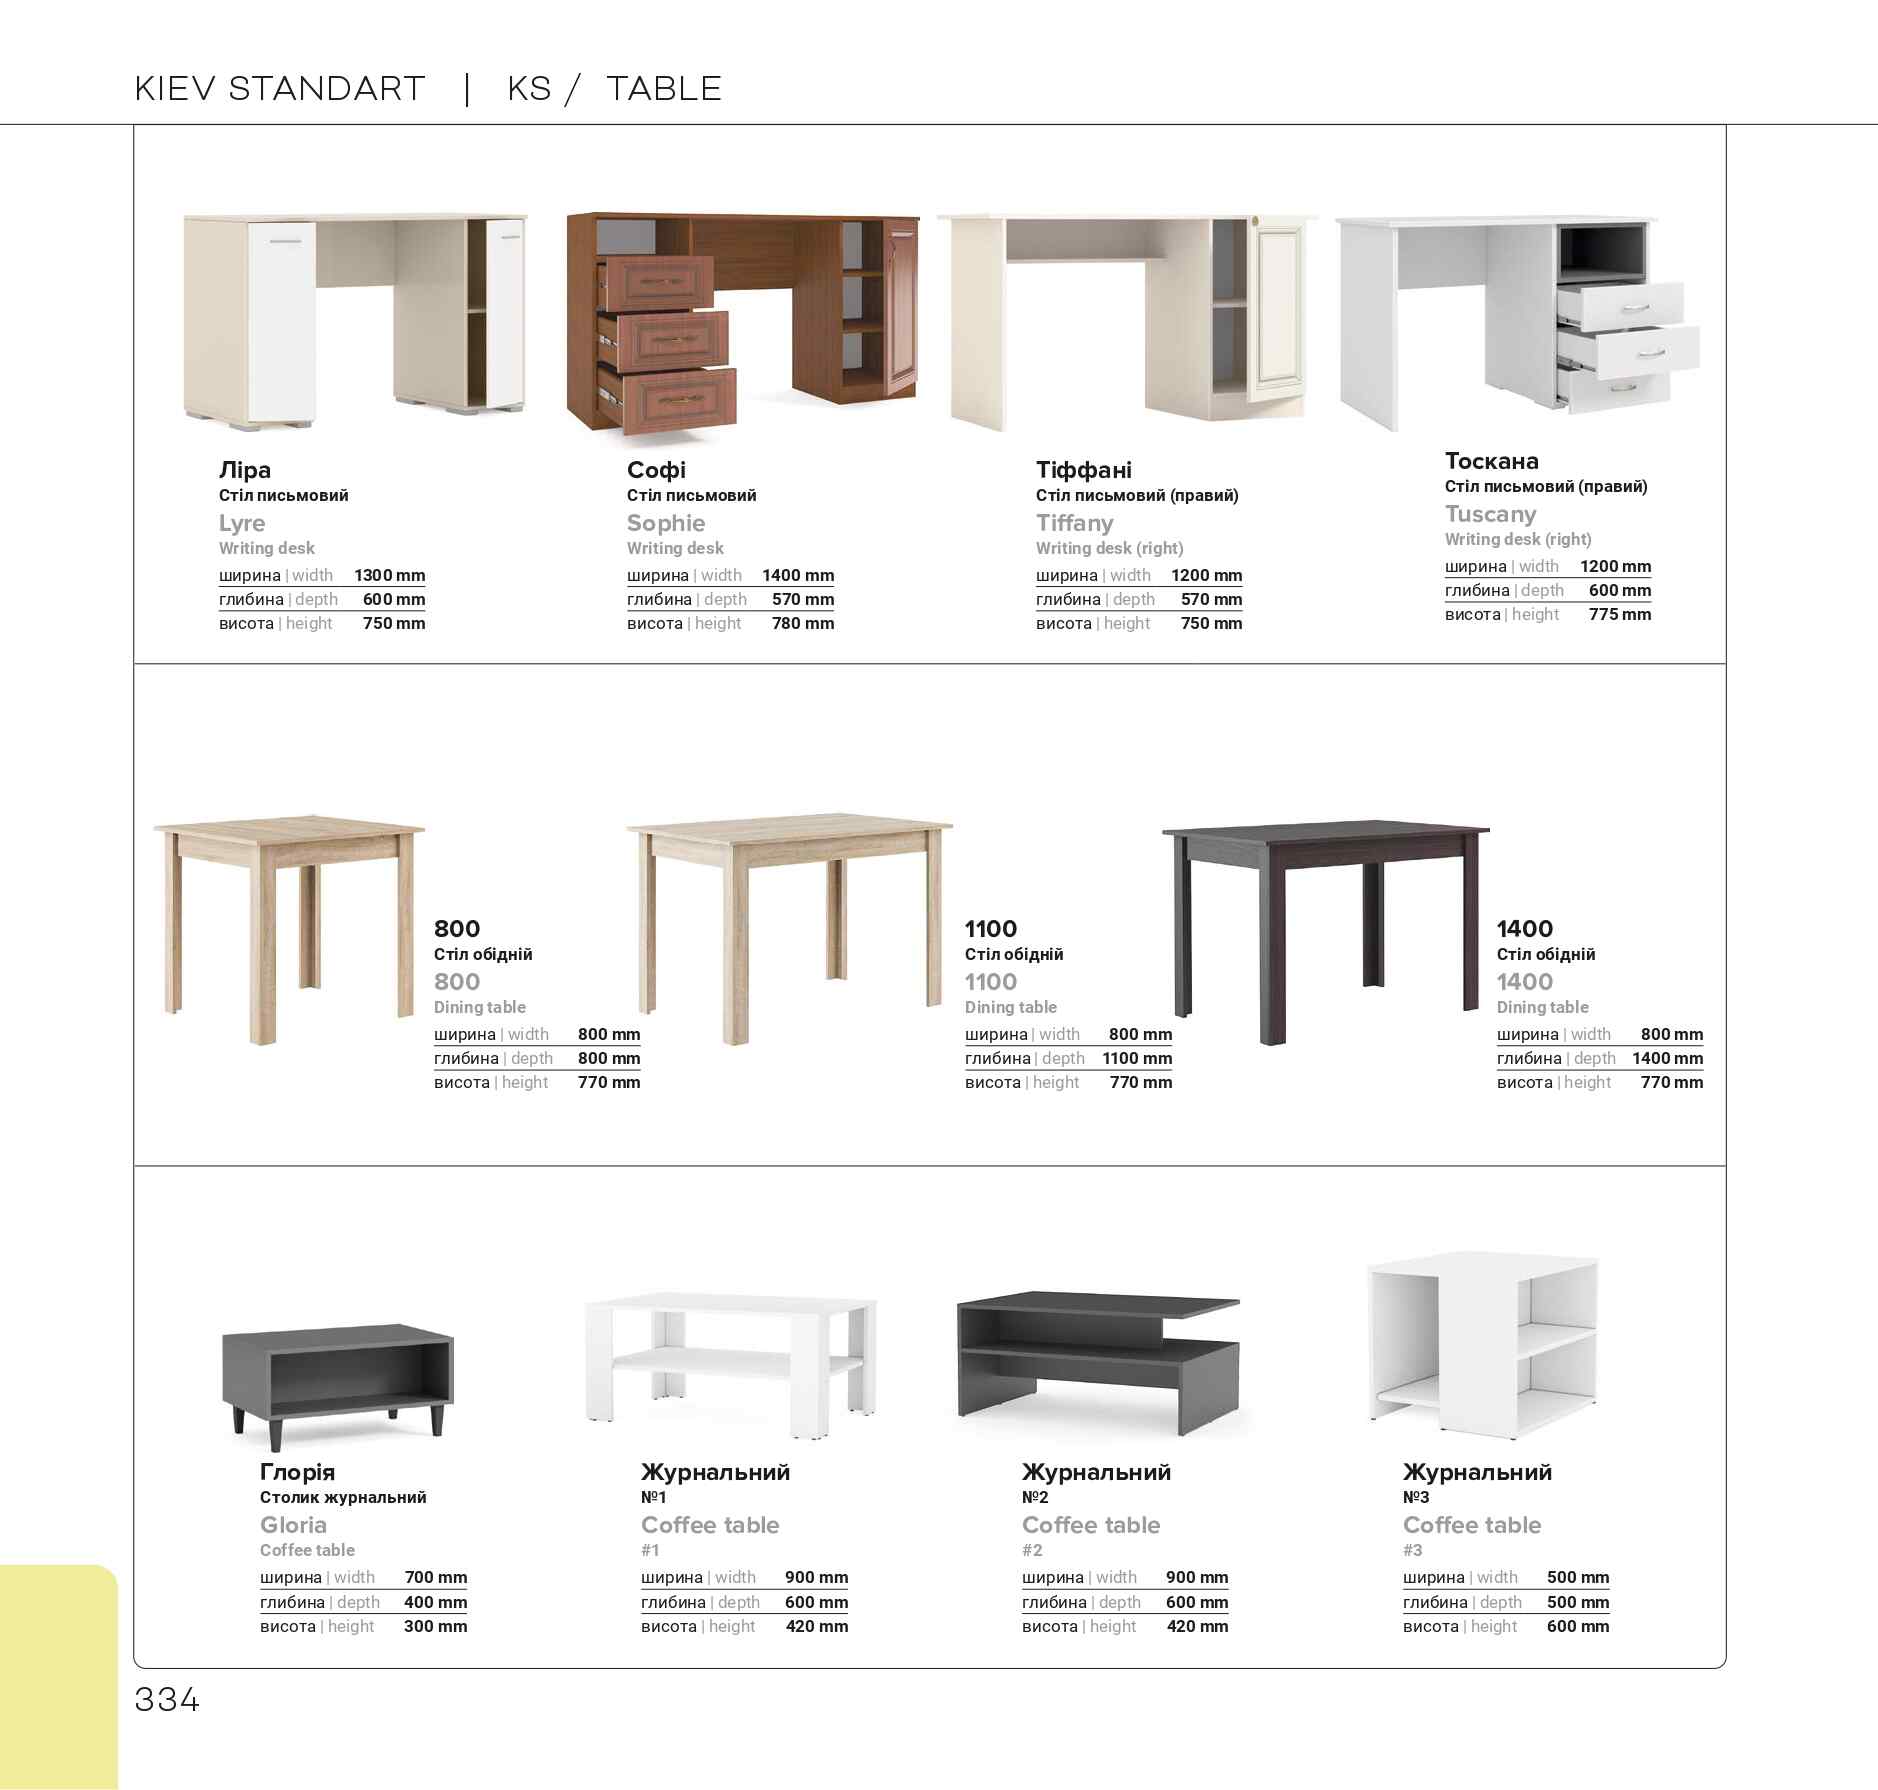 KIEV STANDART | KS / TABLE
Ліра
Стіл письмовий
Lyre
Writing desk
ширина | width 1300 mm
глибина | depth 600 mm
висота | height 750 mm
Софі
Стіл письмовий
Sophie
Writing desk
ширина | width 1400 mm
глибина | depth 570 mm
висота | height 780 mm
Тіффані
Стіл письмовий (правий)
Tiffany
Writing desk (right)
ширина | width 1200 mm
глибина | depth 570 mm
висота | height 750 mm
Тоскана
Стіл письмовий (правий)
Tuscany
Writing desk (right)
ширина | width 1200 mm
глибина | depth 600 mm
висота | height 775 mm
800
Стіл обідній
800
Dining table
ширина | width 800 mm
глибина | depth 800 mm
висота | height 770 mm
1100
Стіл обідній
1100
Dining table
ширина | width 800 mm
глибина | depth 1100 mm
висота | height 770 mm
1400
Стіл обідній
1400
Dining table
ширина | width 800 mm
глибина | depth 1400 mm
висота | height 770 mm
Глорія
Столик журнальний
Gloria
Coffee table
ширина | width 700 mm
глибина | depth 400 mm
висота | height 300 mm
Журнальний
№1
Coffee table
#1
ширина | width 900 mm
глибина | depth 600 mm
висота | height 420 mm
Журнальний
№2
Coffee table
#2
ширина | width 900 mm
глибина | depth 600 mm
висота | height 420 mm
Журнальний
№3
Coffee table
#3
ширина | width 500 mm
глибина | depth 500 mm
висота | height 600 mm
334